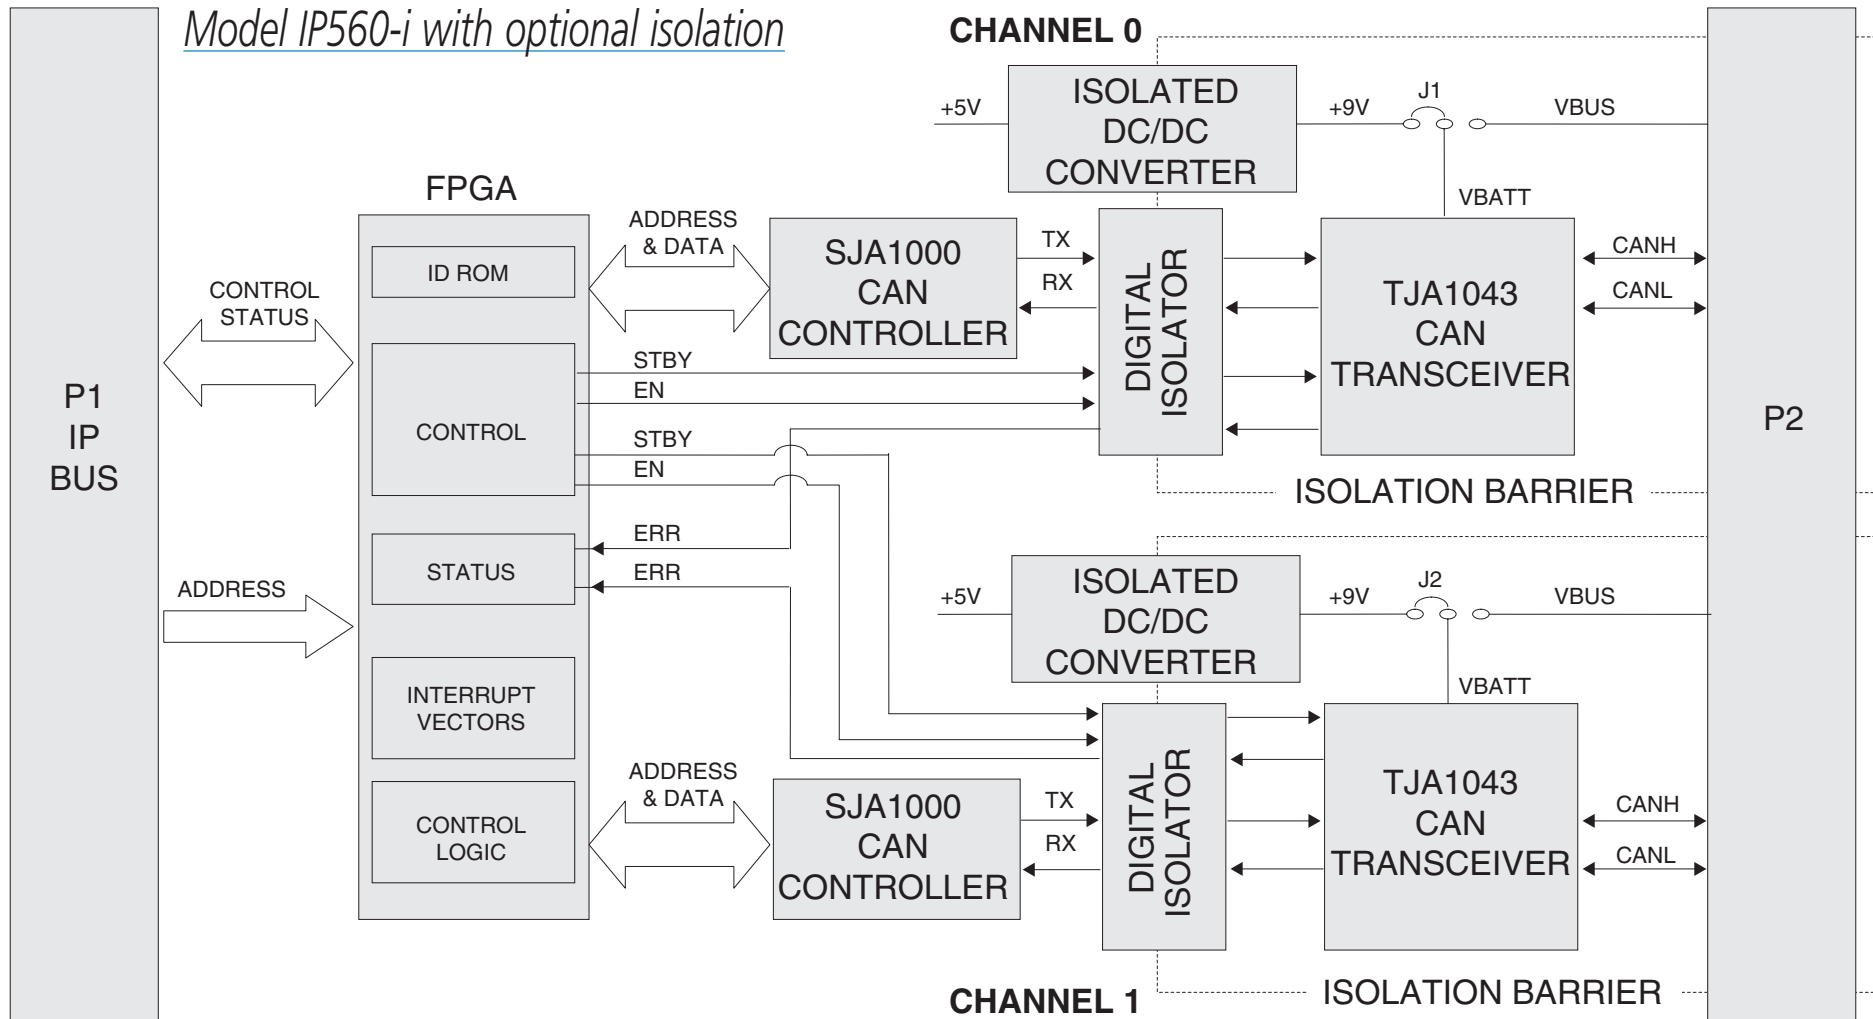 Model IP560-i with optional isolation
CHANNEL 0
P1
IP
BUS
CONTROL
STATUS
ADDRESS
FPGA
ID ROM
CONTROL
STATUS
INTERRUPT
VECTORS
CONTROL
LOGIC
ADDRESS
& DATA
SJA1000
CAN
CONTROLLER
TX
RX
STBY
EN
STBY
EN
ERR
ERR
+5V
ISOLATED
DC/DC
CONVERTER
+9V
J1
VBUS
VBATT
DIGITAL
ISOLATOR
TJA1043
CAN
TRANSCEIVER
CANH
CANL
ISOLATION BARRIER
P2
+5V
ISOLATED
DC/DC
CONVERTER
+9V
J2
VBUS
VBATT
ADDRESS
& DATA
SJA1000
CAN
CONTROLLER
TX
RX
DIGITAL
ISOLATOR
TJA1043
CAN
TRANSCEIVER
CANH
CANL
CHANNEL 1
ISOLATION BARRIER